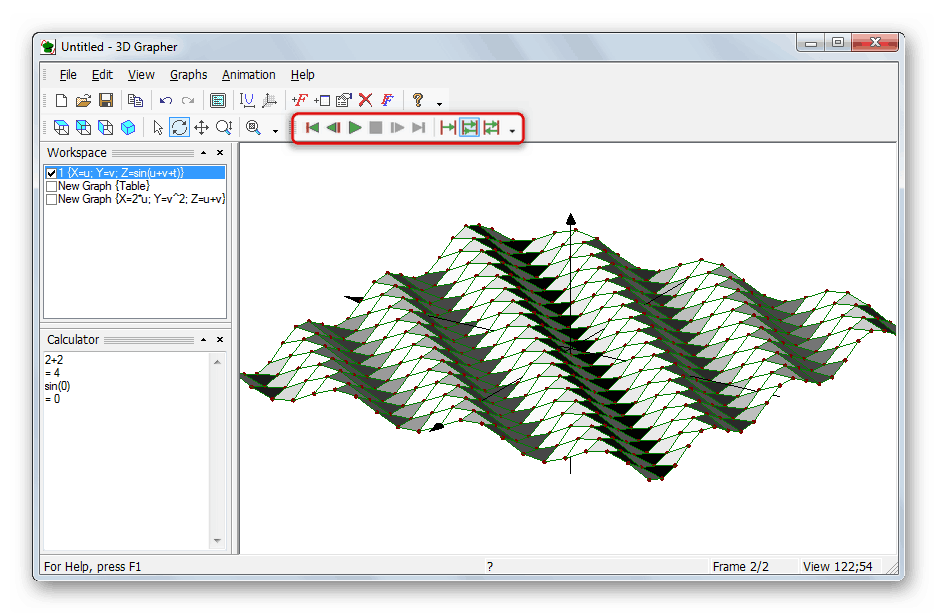 Untitled - 3D Grapher
File Edit View Graphs Animation Help
Workspace
1 {X=u; Y=v; Z=sin(u+v+t)}
New Graph {Table}
New Graph {X=2*u; Y=v^2; Z=u+v}
Calculator
2+2
= 4
sin(0)
= 0
For Help, press F1 ? Frame 2/2 View 122;54